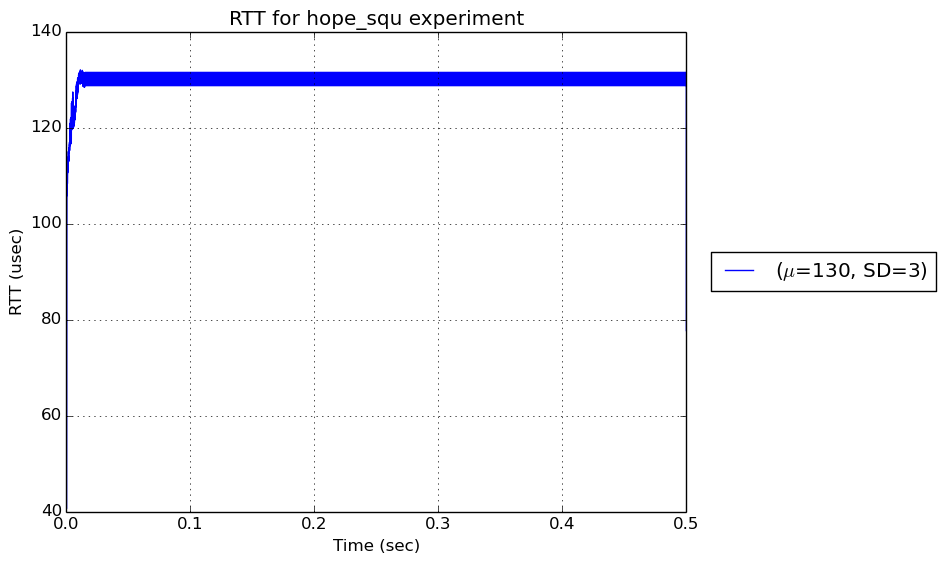 RTT for hope_squ experiment
140
120
100
80
60
40
RTT (usec)
0.0 0.1 0.2 0.3 0.4 0.5
Time (sec)
(μ=130, SD=3)